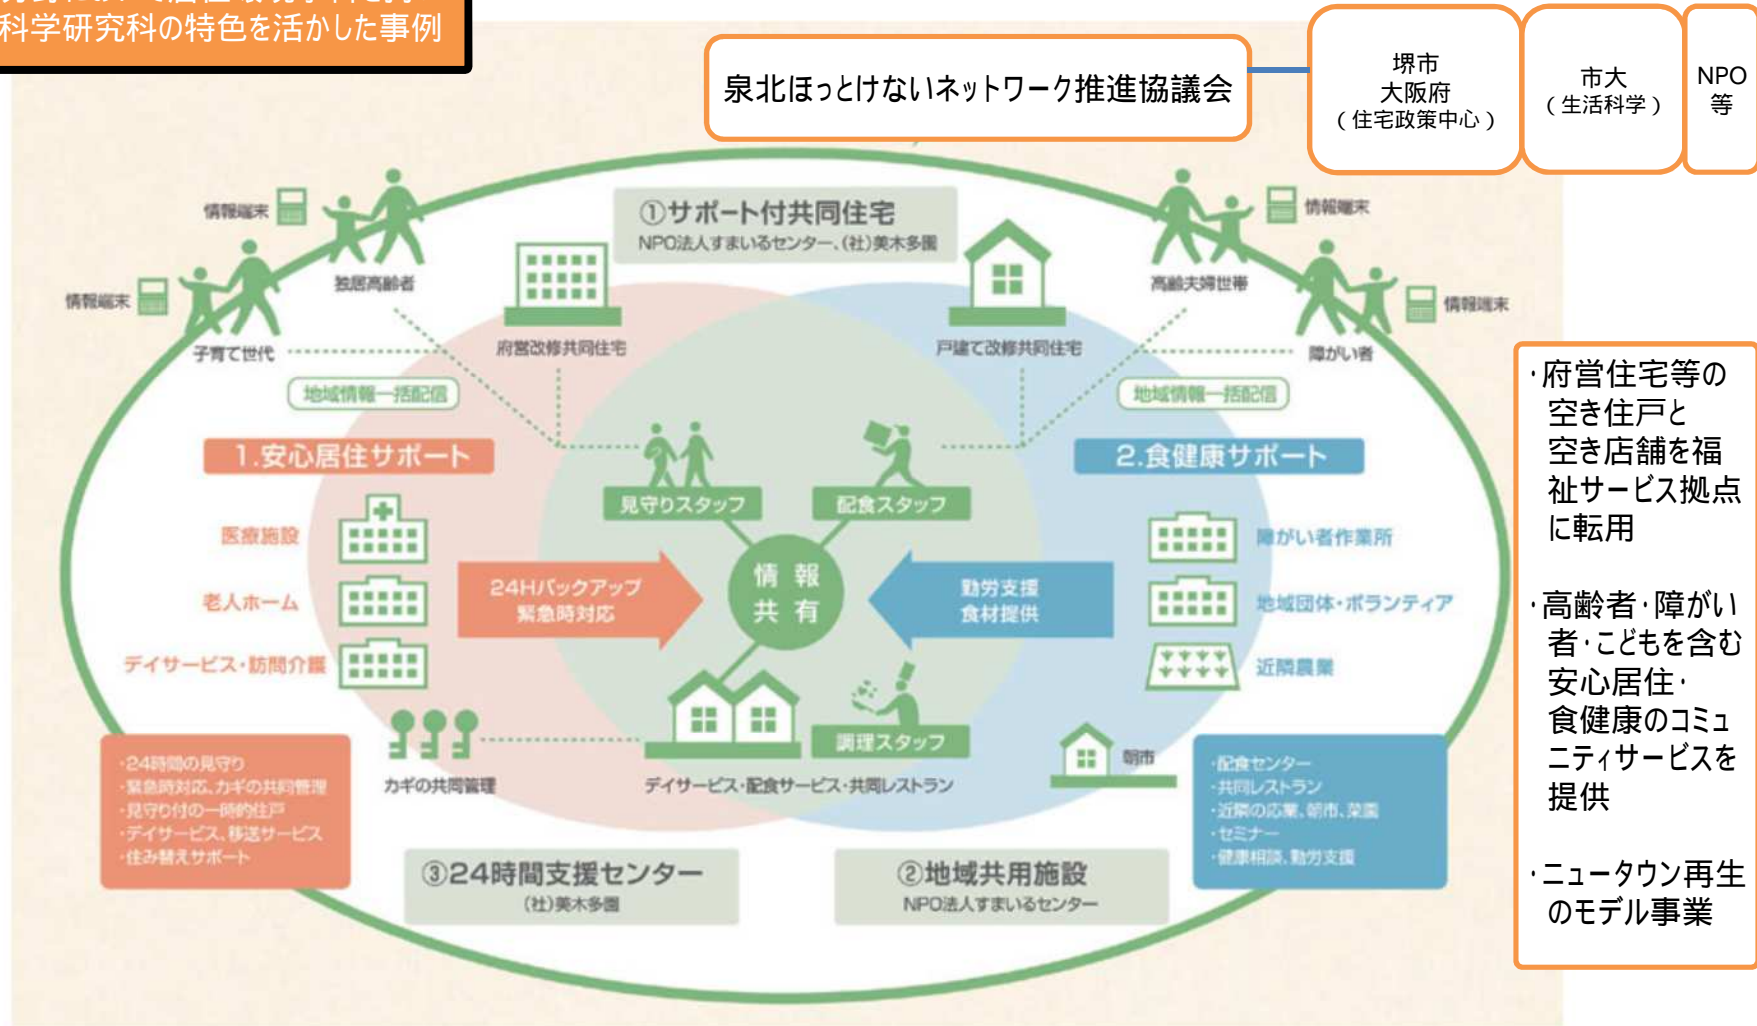 科学研究科の特色を活かした事例
泉北ほっとけないネットワーク推進協議会
堺市
大阪府
(住宅政策中心)
市大
(生活科学)
NPO
等
①サポート付共同住宅
NPO法人すまいるセンター、(社)美木多園
情報端末
独居高齢者
情報端末
子育て世代
府営改修共同住宅
戸建て改修共同住宅
情報端末
高齢夫婦世帯
情報端末
障がい者
地域情報一括配信
地域情報一括配信
1.安心居住サポート
2.食健康サポート
見守りスタッフ
配食スタッフ
医療施設
老人ホーム
デイサービス・訪問介護
24Hバックアップ
緊急時対応
情報
共有
勤労支援
食材提供
障がい者作業所
地域団体・ボランティア
近隣農業
カギの共同管理
調理スタッフ
デイサービス・配食サービス・共同レストラン
朝市
・24時間の見守り
・緊急時対応、カギの共同管理
・見守り付の一時的住戸
・デイサービス、移送サービス
・住み替えサポート
・配食センター
・共同レストラン
・近隣の応業、朝市、菜園
・セミナー
・健康相談、勤労支援
③24時間支援センター
(社)美木多園
②地域共用施設
NPO法人すまいるセンター
・府営住宅等の
空き住戸と
空き店舗を福
祉サービス拠点
に転用
・高齢者・障がい
者・こどもを含む
安心居住・
食健康のコミュ
ニティサービスを
提供
・ニュータウン再生
のモデル事業